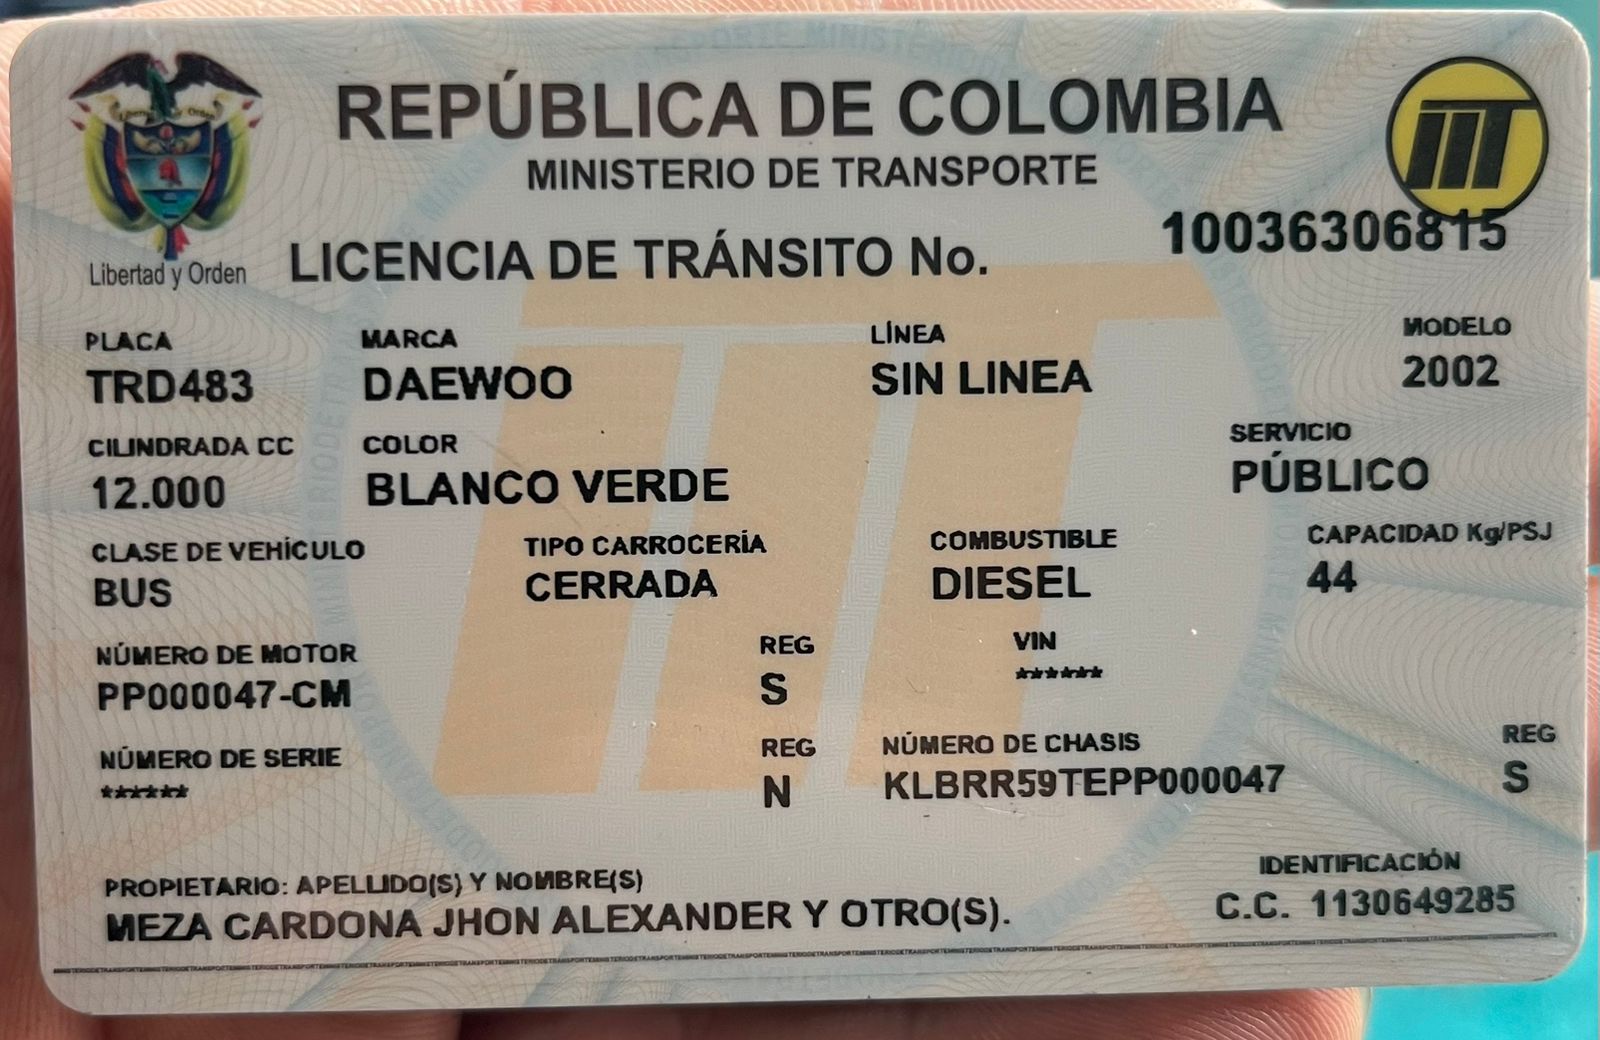 REPÚBLICA DE COLOMBIA
MINISTERIO DE TRANSPORTE
Libertad y Orden
LICENCIA DE TRÁNSITO No. 10036306815
PLACA MARCA LÍNEA MODELO
TRD483 DAEWOO SIN LINEA 2002
CILINDRADA CC COLOR SERVICIO
12.000 BLANCO VERDE PÚBLICO
CLASE DE VEHÍCULO TIPO CARROCERÍA COMBUSTIBLE CAPACIDAD Kg/PSJ
BUS CERRADA DIESEL 44
NÚMERO DE MOTOR REG VIN
PP000047-CM S ******
NÚMERO DE SERIE REG NÚMERO DE CHASIS REG
****** N KLBRR59TEPP000047 S
PROPIETARIO: APELLIDO(S) Y NOMBRE(S) IDENTIFICACIÓN
MEZA CARDONA JHON ALEXANDER Y OTRO(S). C.C. 1130649285